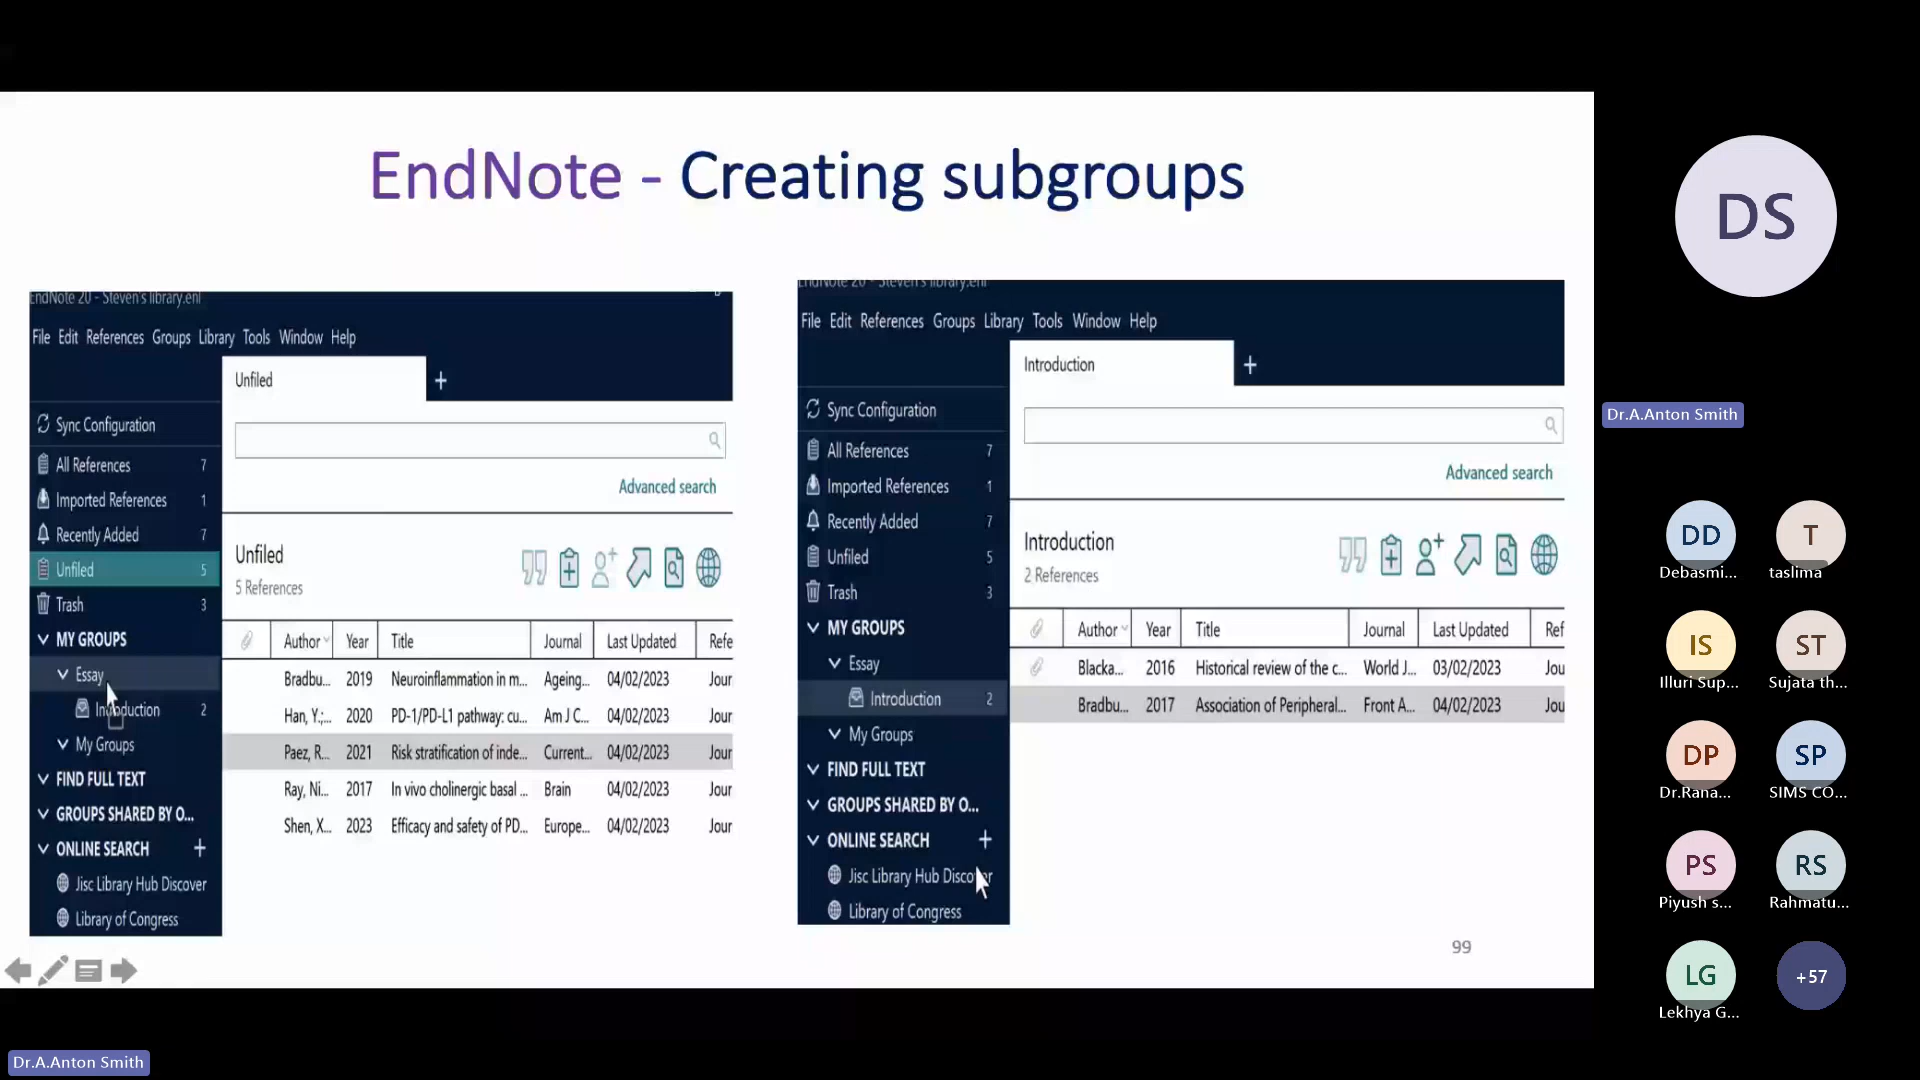 EndNote - Creating subgroups
EndNote 20 - Steven's library.enl
File Edit References Groups Library Tools Window Help
Unfiled +
Sync Configuration
All References 7
Imported References 1
Recently Added 7
Unfiled 5
Trash 3
MY GROUPS
Essay
Introduction 2
My Groups
FIND FULL TEXT
GROUPS SHARED BY O...
ONLINE SEARCH +
Jisc Library Hub Discover
Library of Congress
Advanced search
Unfiled
5 References
Author Year Title Journal Last Updated Refe
Bradbu... 2019 Neuroinflammation in m... Ageing... 04/02/2023 Jour
Han, Y.;... 2020 PD-1/PD-L1 pathway: cu... Am J C... 04/02/2023 Jour
Paez, R... 2021 Risk stratification of inde... Current... 04/02/2023 Jour
Ray, Ni... 2017 In vivo cholinergic basal ... Brain 04/02/2023 Jour
Shen, X... 2023 Efficacy and safety of PD... Europe... 04/02/2023 Jour
EndNote 20 - Steven's library.enl
File Edit References Groups Library Tools Window Help
Introduction +
Sync Configuration
All References 7
Imported References 1
Recently Added 7
Unfiled 5
Trash 3
MY GROUPS
Essay
Introduction 2
My Groups
FIND FULL TEXT
GROUPS SHARED BY O...
ONLINE SEARCH +
Jisc Library Hub Discover
Library of Congress
Advanced search
Introduction
2 References
Author Year Title Journal Last Updated Ref
Blacka... 2016 Historical review of the c... World J... 03/02/2023 Jou
Bradbu... 2017 Association of Peripheral... Front A... 04/02/2023 Jou
99
DS
Dr.A.Anton Smith
DD T
Debasmi... taslima
IS ST
Illuri Sup... Sujata th...
DP SP
Dr.Rana... SIMS CO...
PS RS
Piyush s... Rahmatu...
LG +57
Lekhya G...
Dr.A.Anton Smith